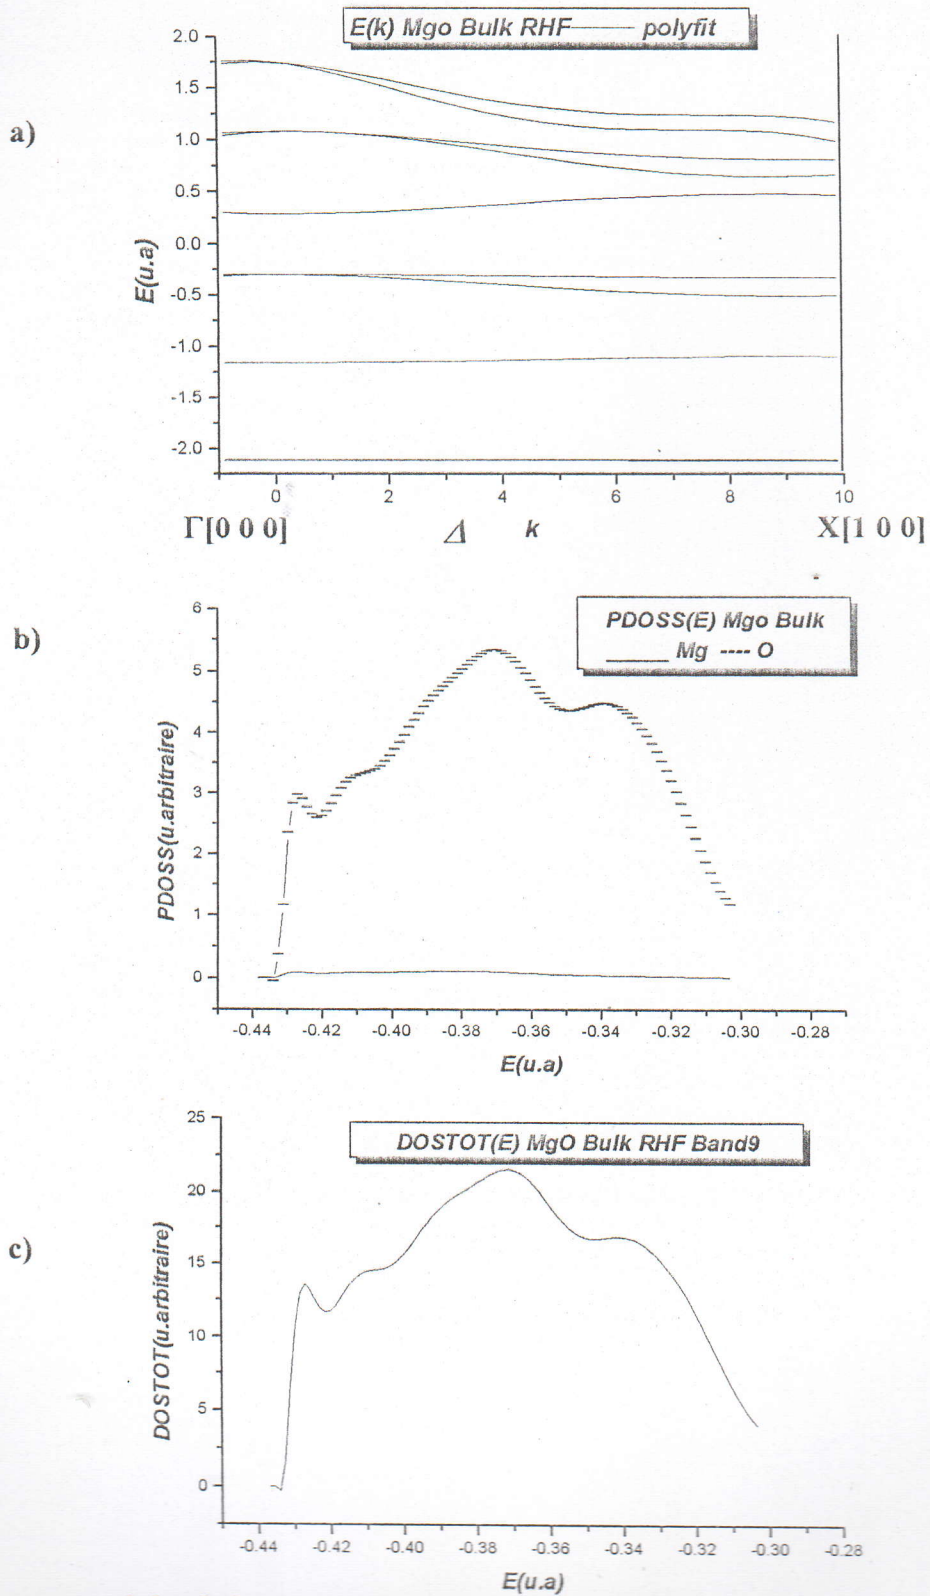 E(k) Mgo Bulk RHF —— polyfit
a)
2.0
1.5
1.0
0.5
0.0
-0.5
-1.0
-1.5
-2.0
E(u.a)
0 2 4 6 8 10
Γ[0 0 0] Δ k X[1 0 0]
b)
PDOSS(E) Mgo Bulk
—— Mg ---- O
6
5
4
3
2
1
0
PDOSS(u.arbitraire)
-0.44 -0.42 -0.40 -0.38 -0.36 -0.34 -0.32 -0.30 -0.28
E(u.a)
c)
DOSTOT(E) MgO Bulk RHF Band9
25
20
15
10
5
0
DOSTOT(u.arbitraire)
-0.44 -0.42 -0.40 -0.38 -0.36 -0.34 -0.32 -0.30 -0.28
E(u.a)